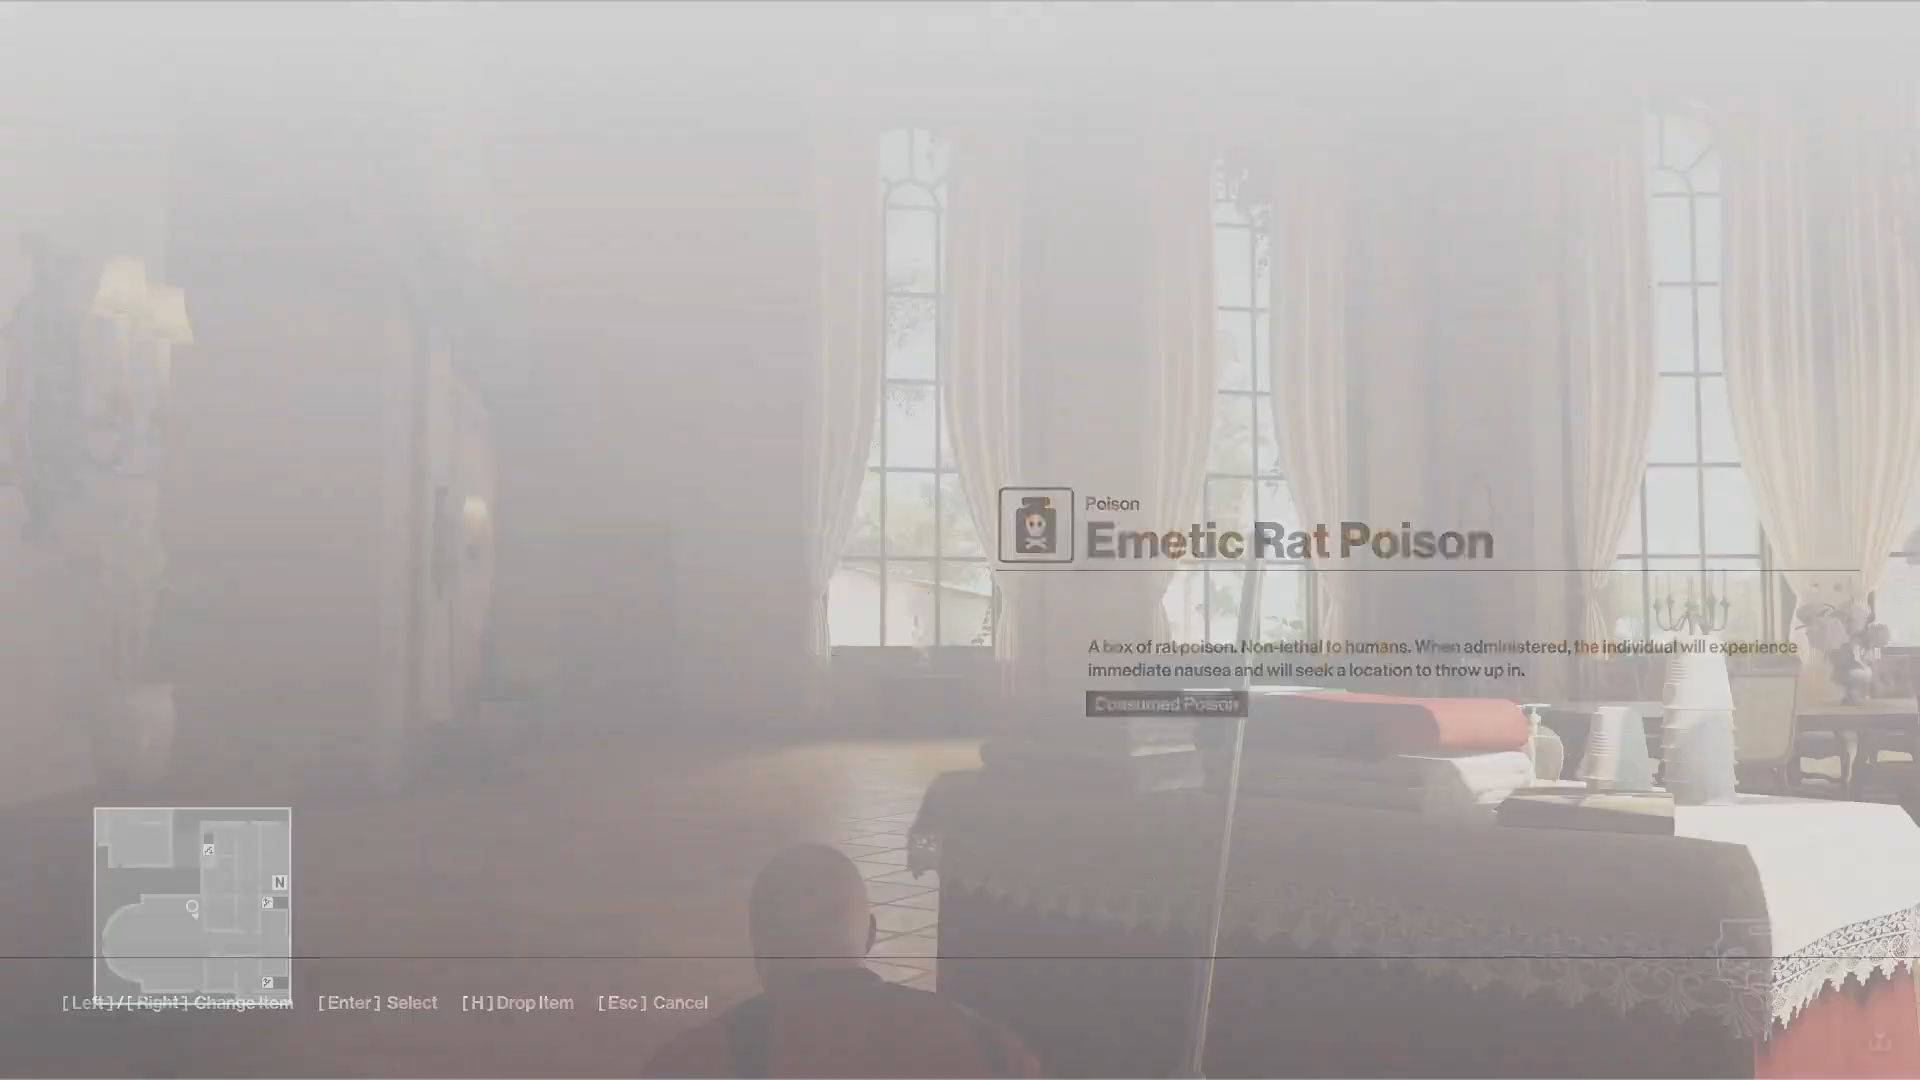 Poison
Emetic Rat Poison
A box of rat poison. Non-lethal to humans. When administered, the individual will experience
immediate nausea and will seek a location to throw up in.
Consumed Poison
N
[Left]/[Right] Change Item [Enter] Select [H] Drop Item [Esc] Cancel